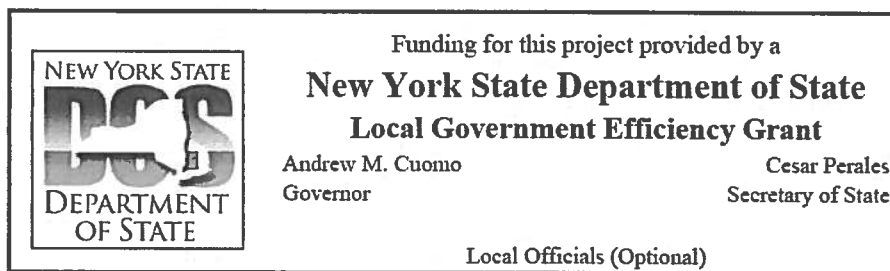 NEW YORK STATE
DOS
DEPARTMENT
OF STATE
Funding for this project provided by a
New York State Department of State
Local Government Efficiency Grant
Andrew M. Cuomo
Cesar Perales
Governor
Secretary of State
Local Officials (Optional)